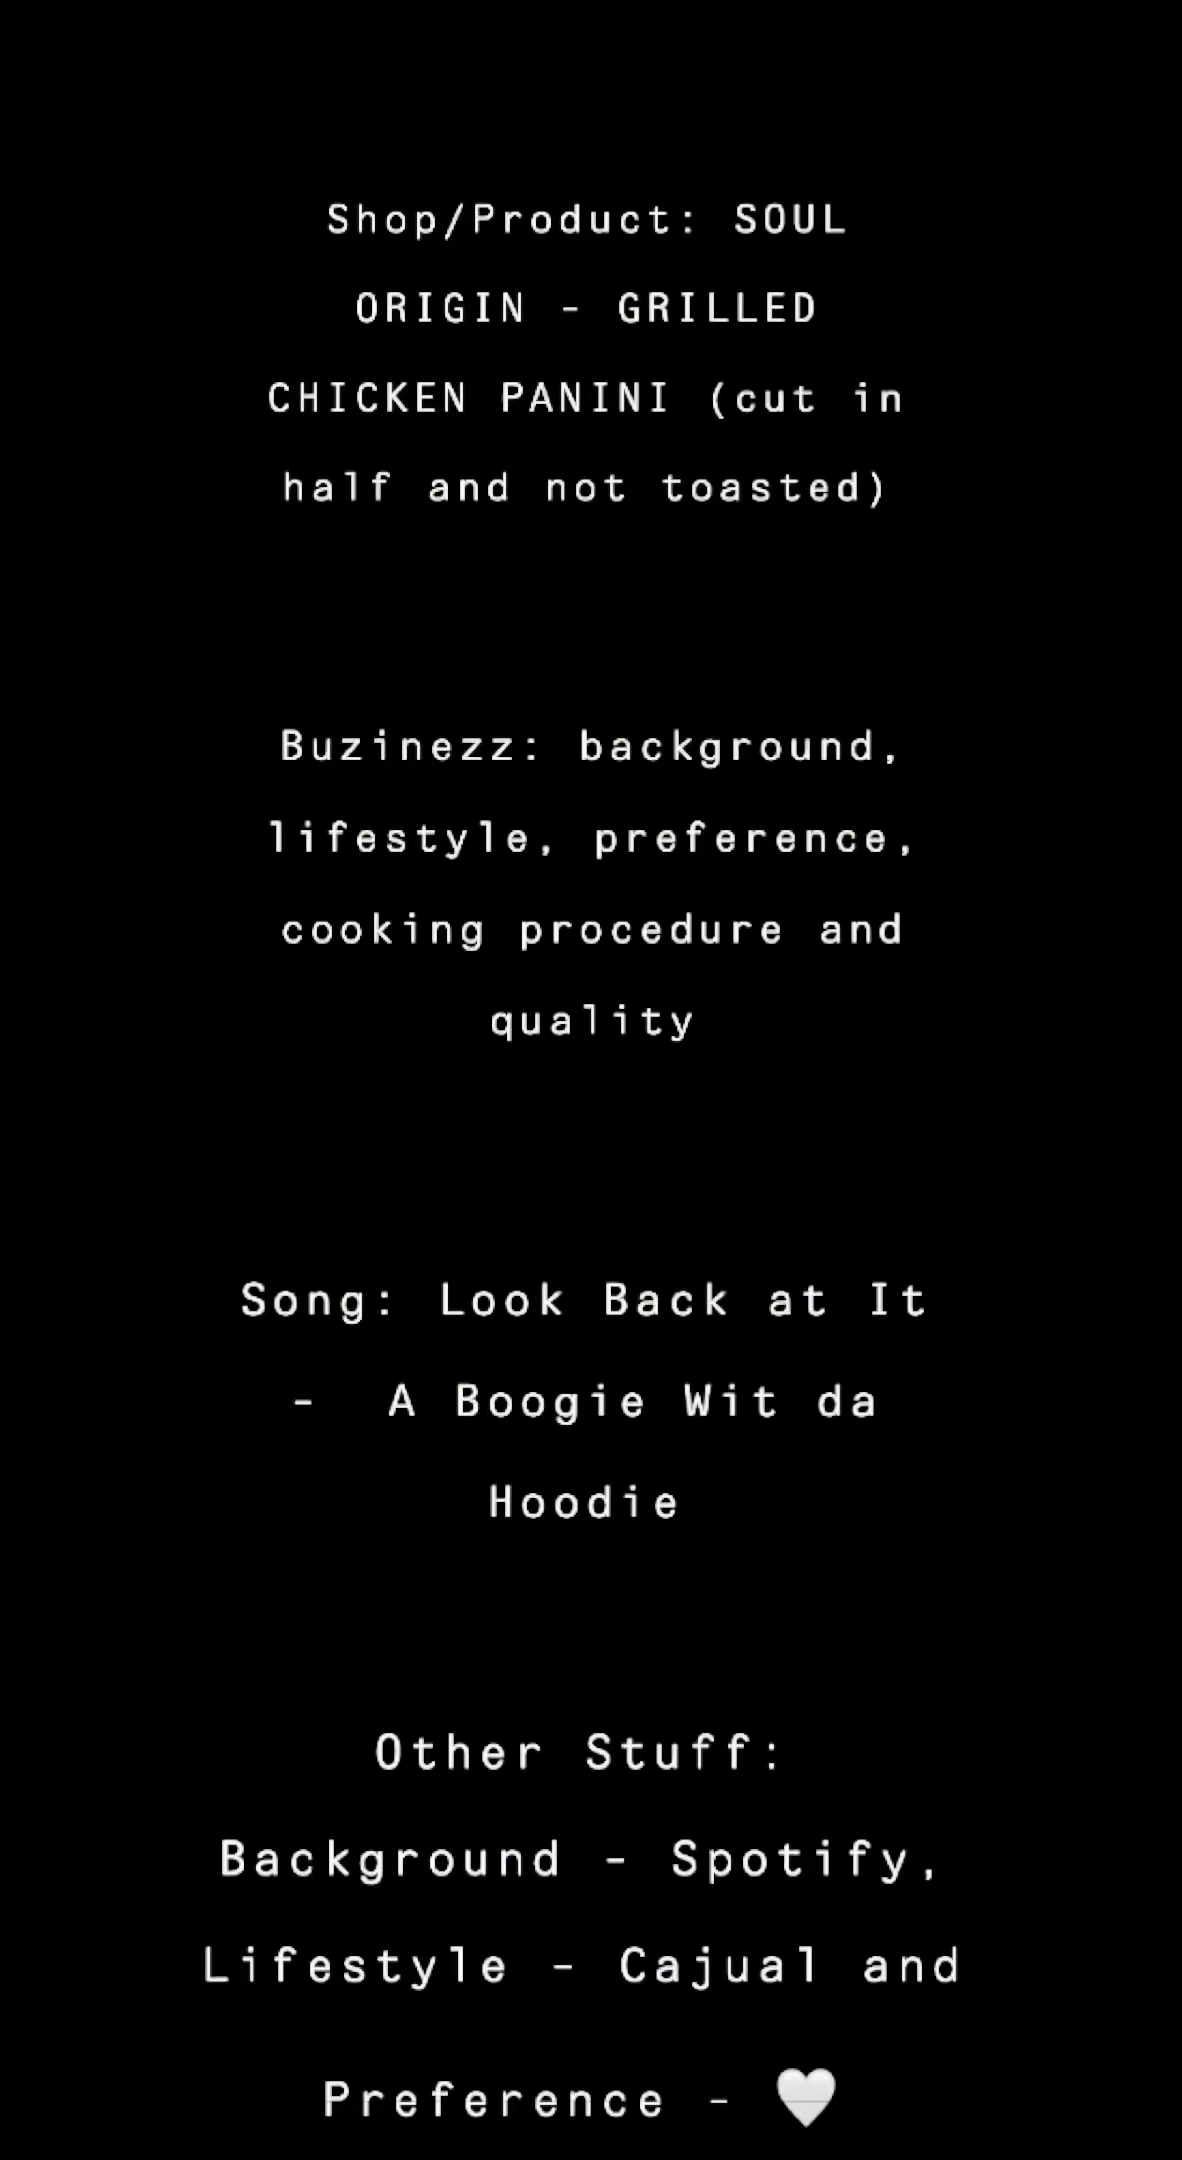 Shop/Product: SOUL
ORIGIN - GRILLED
CHICKEN PANINI (cut in
half and not toasted)
Buzinezz: background,
lifestyle, preference,
cooking procedure and
quality
Song: Look Back at It
- A Boogie Wit da
Hoodie
Other Stuff:
Background - Spotify,
Lifestyle - Cajual and
Preference - 🤍